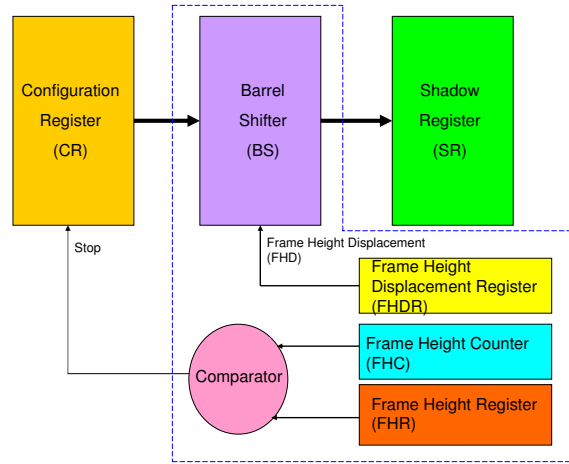 Configuration
Register
(CR)
Barrel
Shifter
(BS)
Shadow
Register
(SR)
Stop
Frame Height Displacement
(FHD)
Frame Height
Displacement Register
(FHDR)
Frame Height Counter
(FHC)
Comparator
Frame Height Register
(FHR)